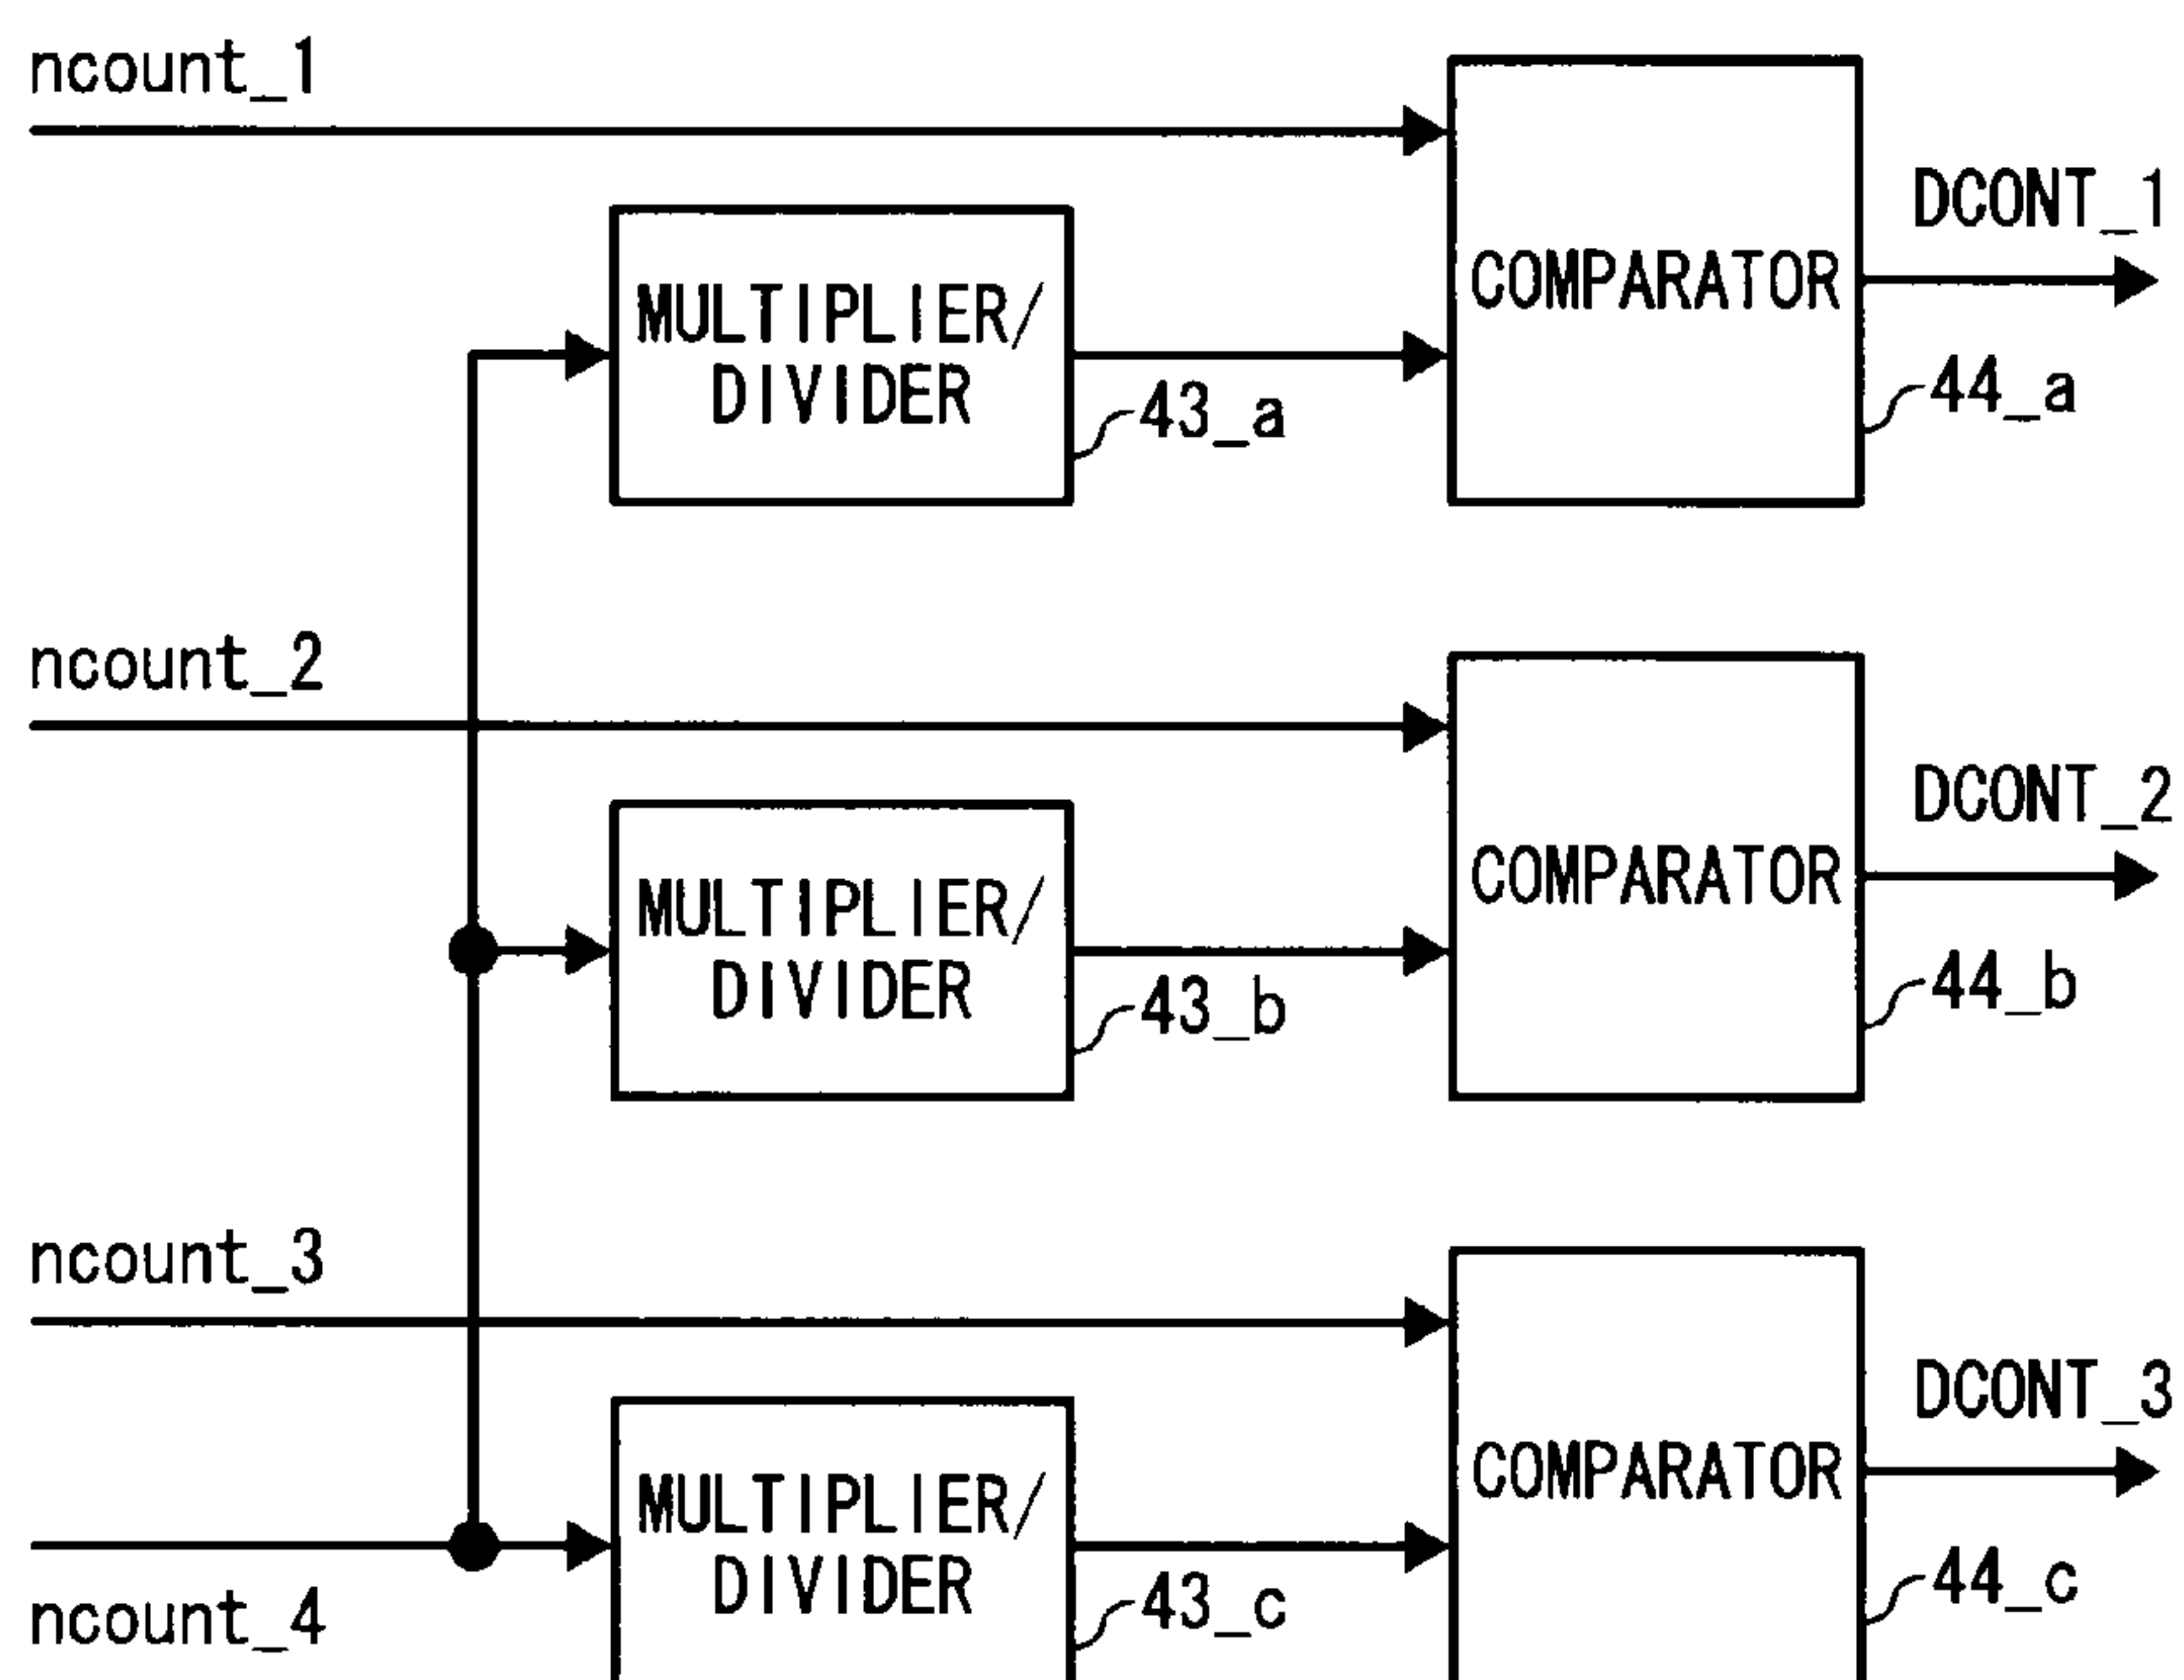 ncount_1
DCONT_1
MULTIPLIER/
DIVIDER
COMPARATOR
43_a
44_a
ncount_2
DCONT_2
MULTIPLIER/
DIVIDER
COMPARATOR
43_b
44_b
ncount_3
DCONT_3
MULTIPLIER/
DIVIDER
COMPARATOR
43_c
44_c
ncount_4